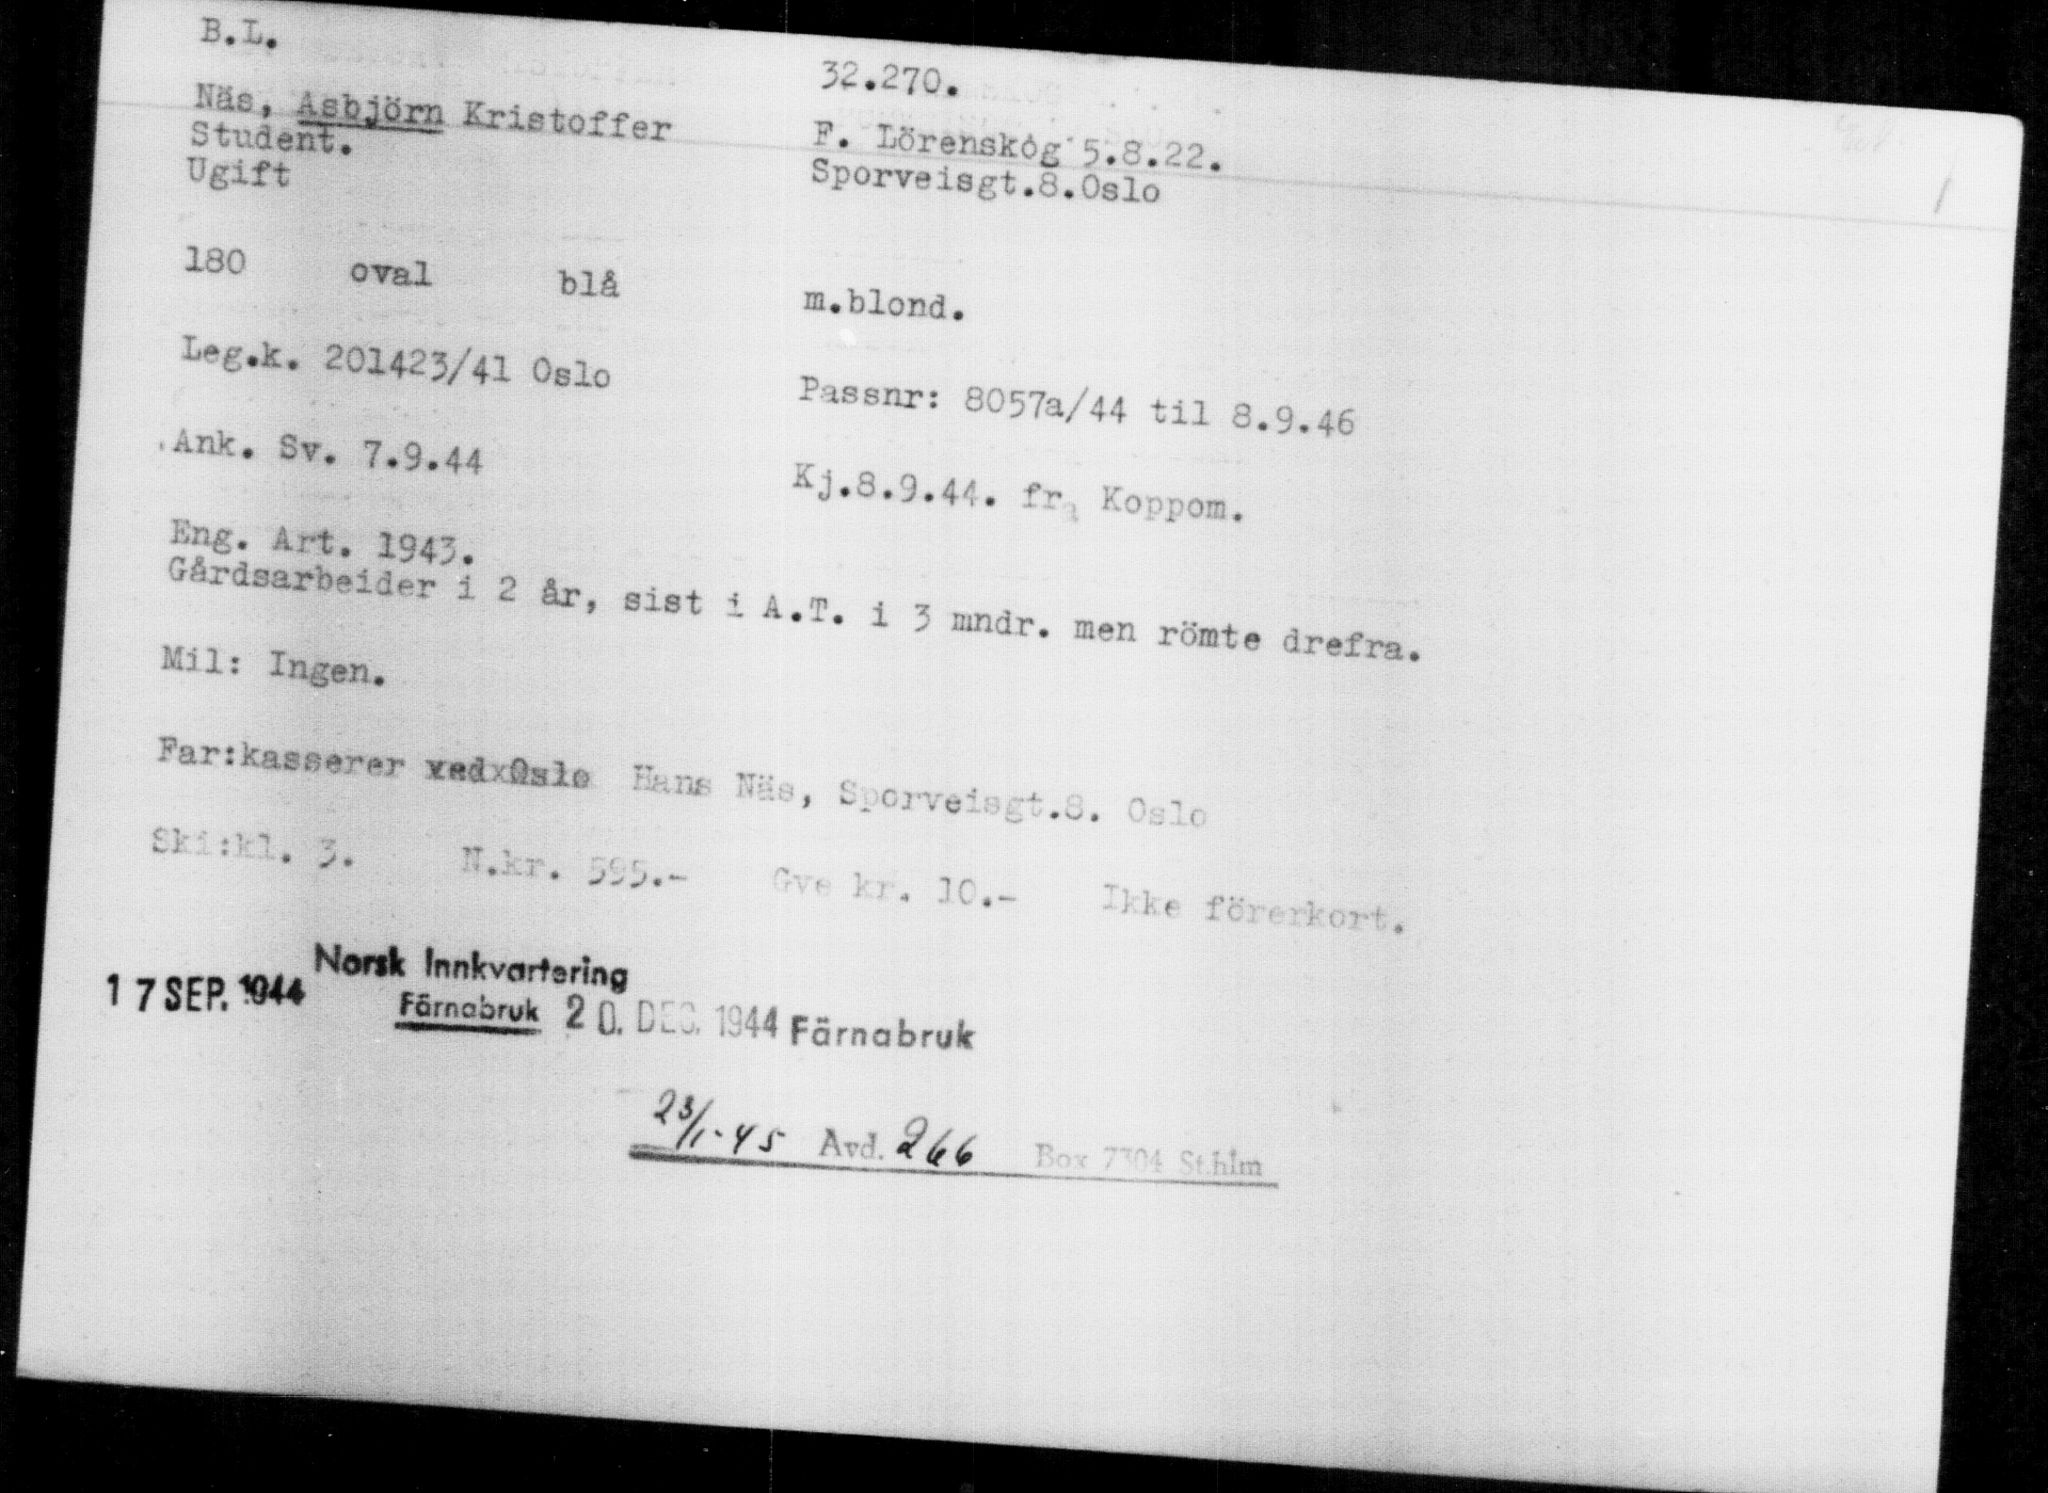 B.L.
32.270.
Näs, Asbjörn Kristoffer
F. Lörenskog 5.8.22.
Student.
Sporveisgt.8.Oslo
Ugift
180 oval blå m.blond.
Leg.k. 201423/41 Oslo
Passnr: 8057a/44 til 8.9.46
Ank. Sv. 7.9.44
Kj.8.9.44. fra Koppom.
Eng. Art. 1943.
Gårdsarbeider i 2 år, sist i A.T. i 3 mndr. men römte drefra.
Mil: Ingen.
Far:kasserer vedxOslo Hans Näs, Sporveisgt.8. Oslo
Ski:kl. 3. N.kr. 595.- Gve kr. 10.- Ikke förerkort.
Norsk Innkvartering
17 SEP. 1944 Färnabruk 20. DEC. 1944 Färnabruk
23/1-45 Avd. 266 Box 7304 Sthlm